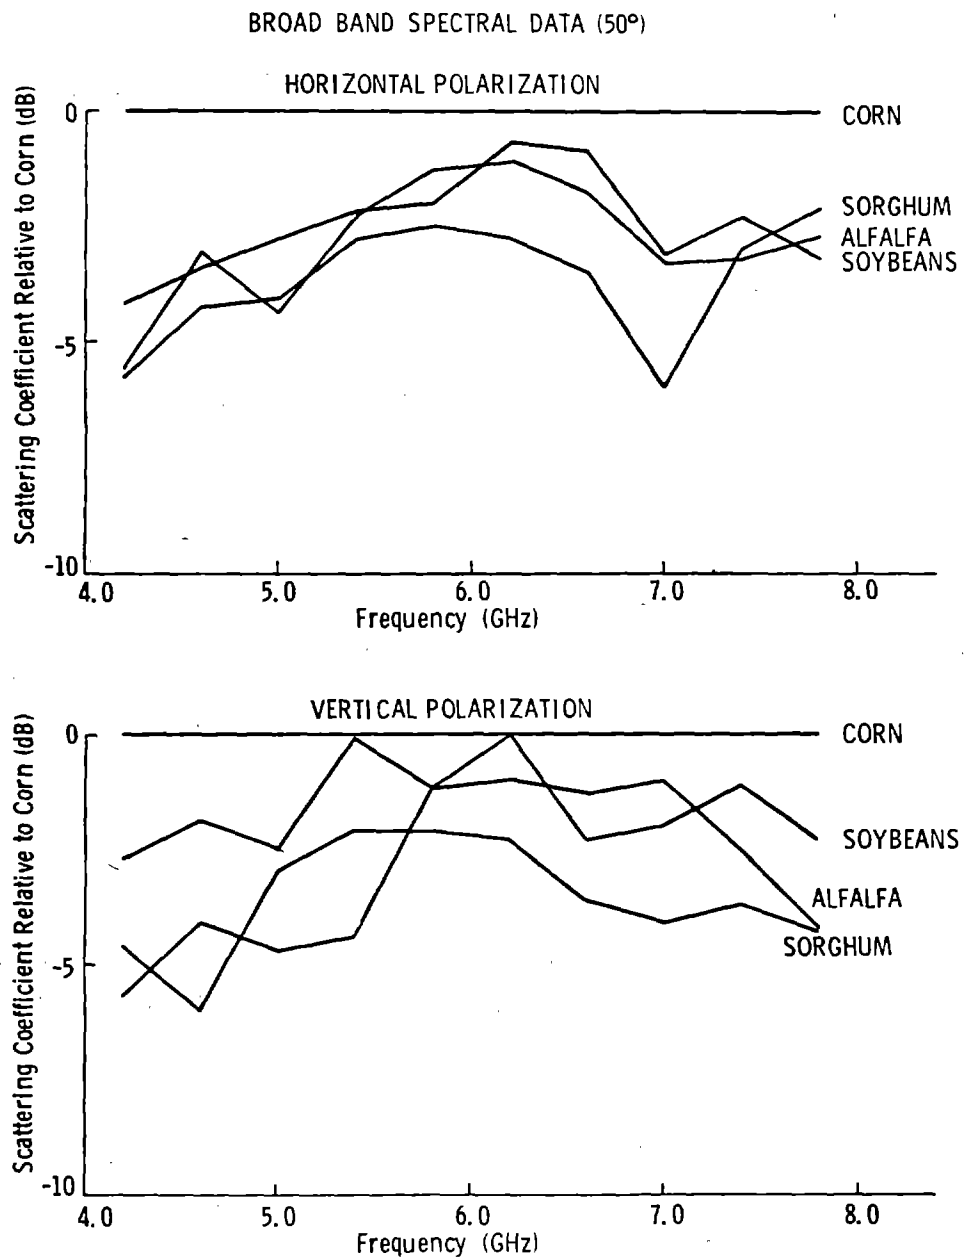 BROAD BAND SPECTRAL DATA (50°)
HORIZONTAL POLARIZATION
Scattering Coefficient Relative to Corn (dB)
0
-5
-10
CORN
SORGHUM
ALFALFA
SOYBEANS
4.0 5.0 6.0 7.0 8.0
Frequency (GHz)
VERTICAL POLARIZATION
Scattering Coefficient Relative to Corn (dB)
0
-5
-10
CORN
SOYBEANS
ALFALFA
SORGHUM
4.0 5.0 6.0 7.0 8.0
Frequency (GHz)